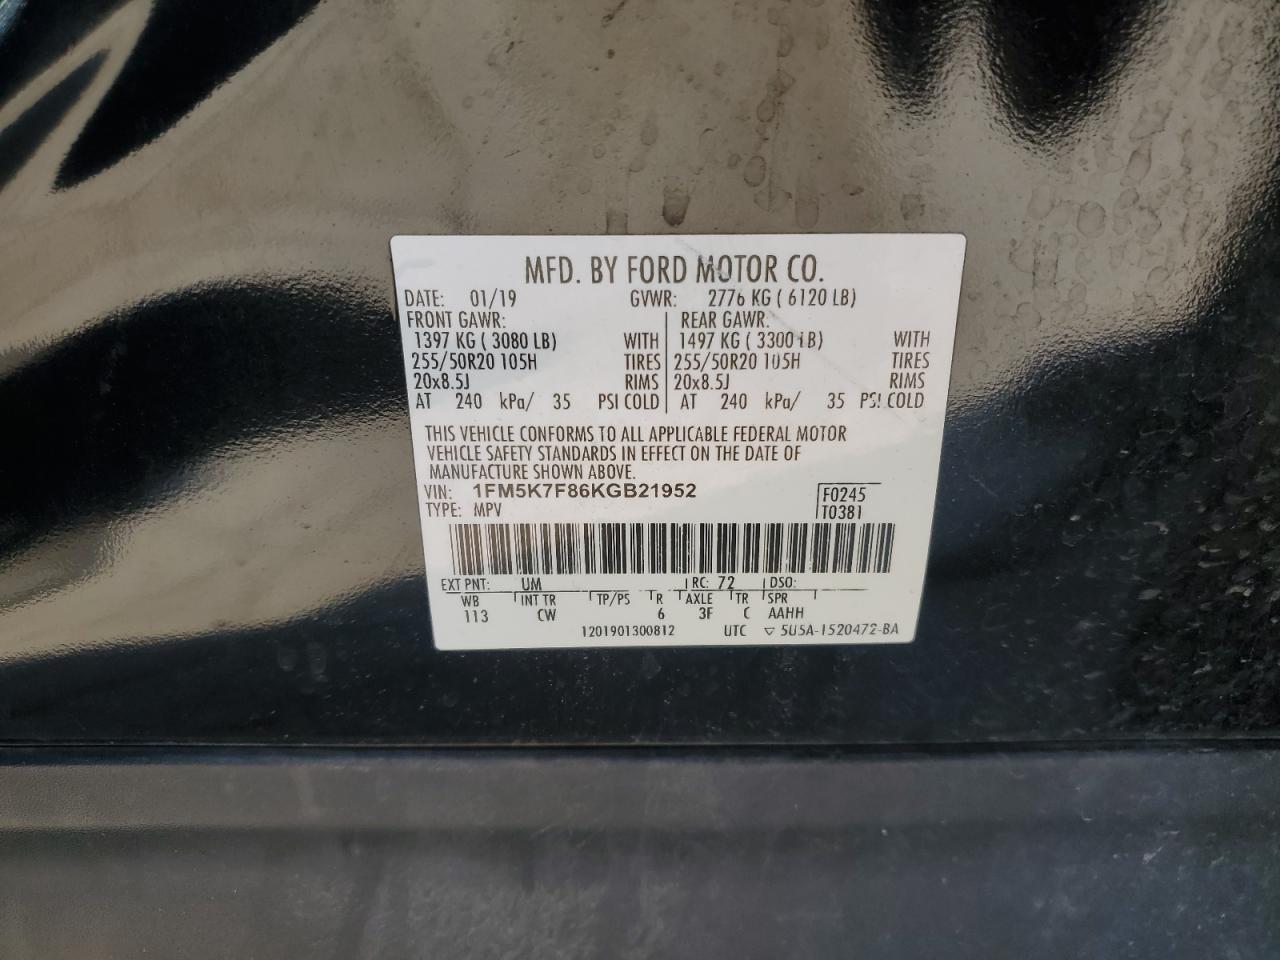 MFD. BY FORD MOTOR CO.
DATE: 01/19 GVWR: 2776 KG ( 6120 LB)
FRONT GAWR: REAR GAWR:
1397 KG ( 3080 LB) WITH 1497 KG ( 3300 LB) WITH
255/50R20 105H TIRES 255/50R20 105H TIRES
20x8.5J RIMS 20x8.5J RIMS
AT 240 kPa/ 35 PSI COLD AT 240 kPa/ 35 PSI COLD
THIS VEHICLE CONFORMS TO ALL APPLICABLE FEDERAL MOTOR
VEHICLE SAFETY STANDARDS IN EFFECT ON THE DATE OF
MANUFACTURE SHOWN ABOVE.
VIN: 1FM5K7F86KGB21952 F0245
TYPE: MPV T0381
EXT PNT: UM RC: 72 DSO:
WB INT TR TP/PS R AXLE TR SPR
113 CW 6 3F C AAHH
1201901300812 UTC ▽ 5U5A-1520472-BA